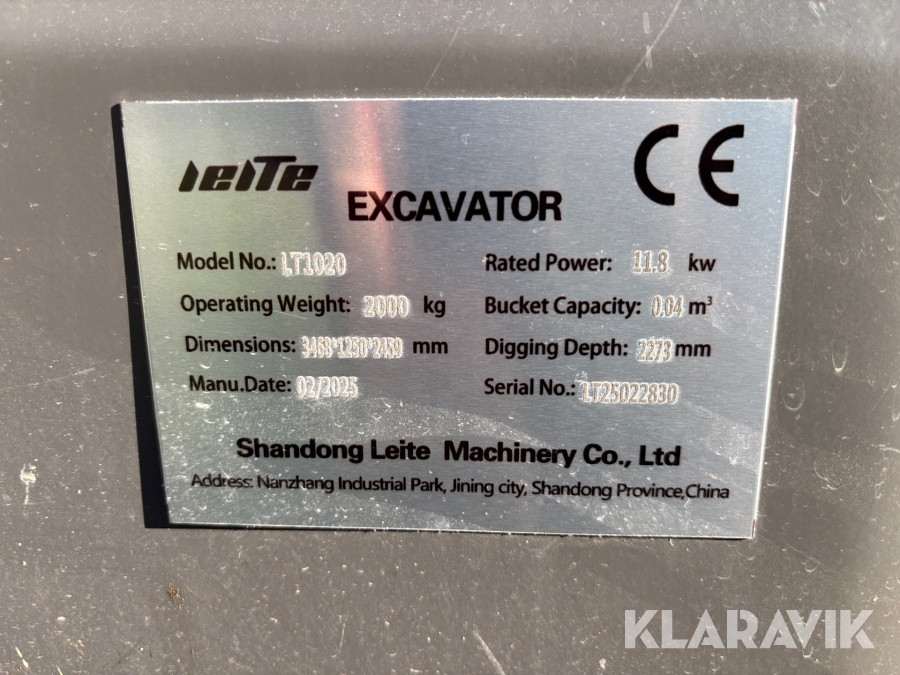 leiTe
CE
EXCAVATOR
Model No.: LT1020
Rated Power: 11.8 kw
Operating Weight: 2000 kg
Bucket Capacity: 0.04 m³
Dimensions: 3468*1250*2459 mm
Digging Depth: 2273 mm
Manu.Date: 02/2025
Serial No.: LT25022830
Shandong Leite Machinery Co., Ltd
Address: Nanzhang Industrial Park, Jining city, Shandong Province,China
KLARAVIK